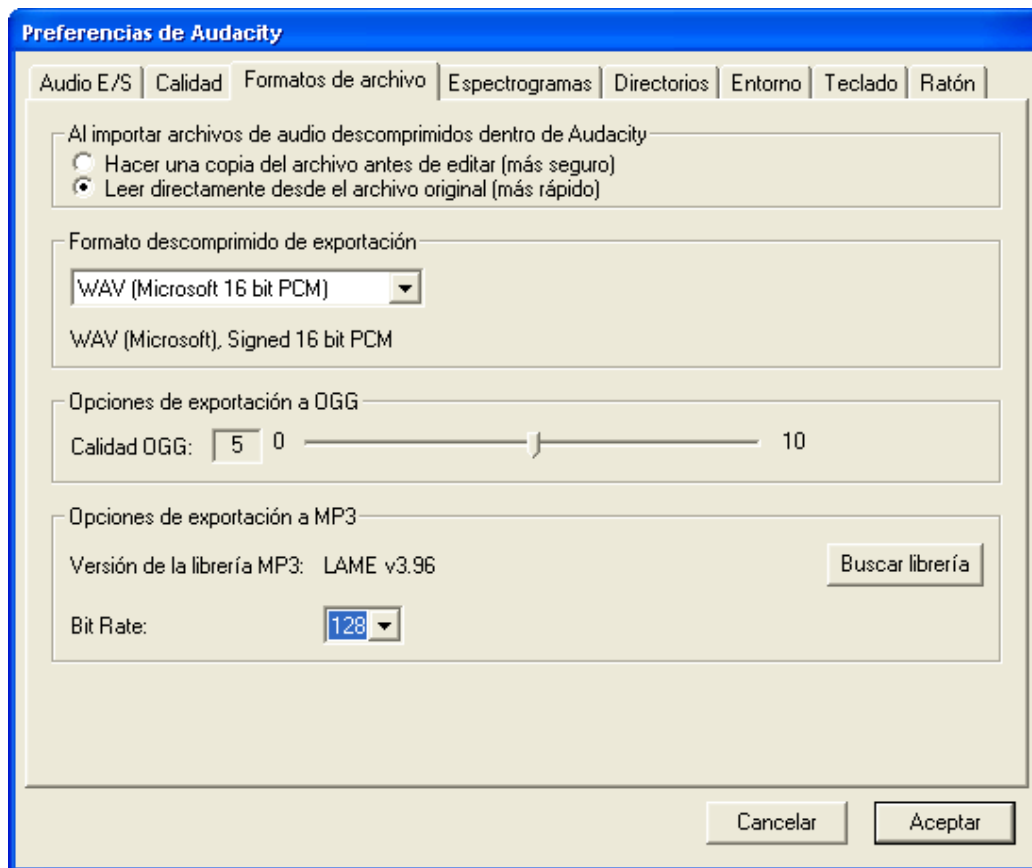 Preferencias de Audacity
Audio E/S Calidad Formatos de archivo Espectrogramas Directorios Entorno Teclado Ratón
Al importar archivos de audio descomprimidos dentro de Audacity
Hacer una copia del archivo antes de editar (más seguro)
Leer directamente desde el archivo original (más rápido)
Formato descomprimido de exportación
WAV (Microsoft 16 bit PCM)
WAV (Microsoft), Signed 16 bit PCM
Opciones de exportación a OGG
Calidad OGG: 5 0 10
Opciones de exportación a MP3
Versión de la librería MP3: LAME v3.96 Buscar librería
Bit Rate: 128
Cancelar Aceptar